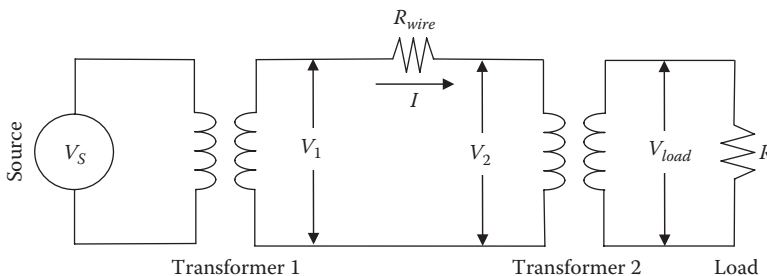 R_wire
I
Source
V_S
V_1
V_2
V_load
R
Transformer 1
Transformer 2
Load